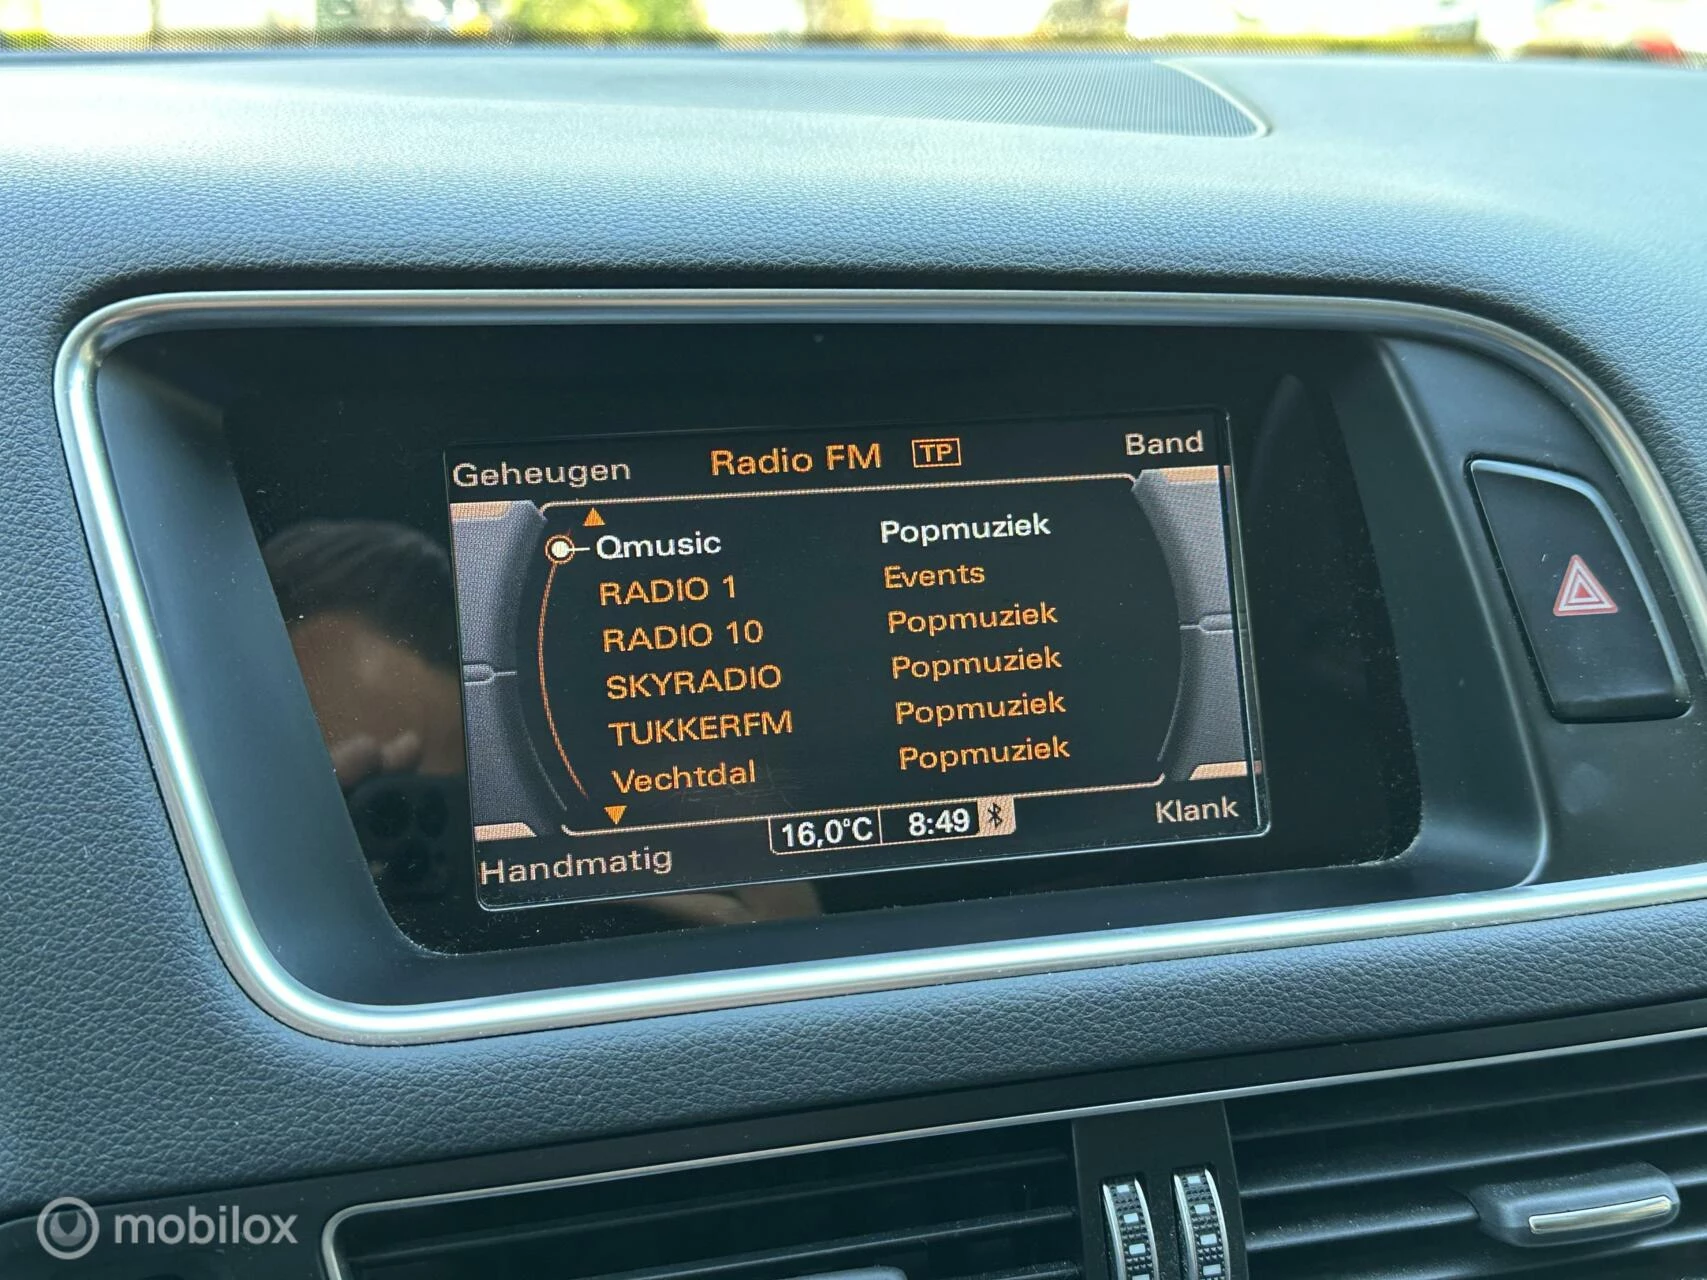 Geheugen Radio FM TP Band
Qmusic Popmuziek
RADIO 1 Events
RADIO 10 Popmuziek
SKYRADIO Popmuziek
TUKKERFM Popmuziek
Vechtdal Popmuziek
Handmatig 16,0°C 8:49 Klank
mobilox